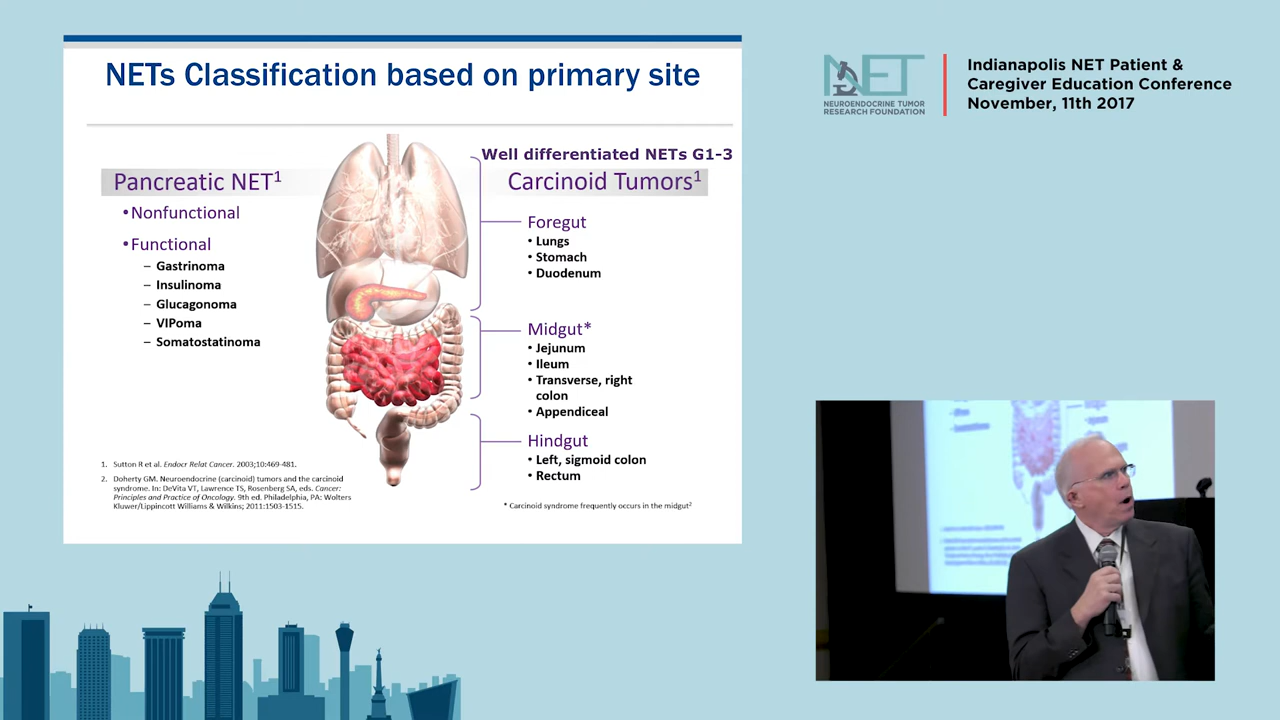 NETs Classification based on primary site
Pancreatic NET1
•Nonfunctional
•Functional
– Gastrinoma
– Insulinoma
– Glucagonoma
– VIPoma
– Somatostatinoma
Well differentiated NETs G1-3
Carcinoid Tumors1
Foregut
• Lungs
• Stomach
• Duodenum
Midgut*
• Jejunum
• Ileum
• Transverse, right
colon
• Appendiceal
Hindgut
• Left, sigmoid colon
• Rectum
1. Sutton R et al. Endocr Relat Cancer. 2003;10:469-481.
2. Doherty GM. Neuroendocrine (carcinoid) tumors and the carcinoid
syndrome. In: DeVita VT, Lawrence TS, Rosenberg SA, eds. Cancer:
Principles and Practice of Oncology. 9th ed. Philadelphia, PA: Wolters
Kluwer/Lippincott Williams & Wilkins; 2011:1503-1515.
* Carcinoid syndrome frequently occurs in the midgut2
NET
NEUROENDOCRINE TUMOR
RESEARCH FOUNDATION
Indianapolis NET Patient &
Caregiver Education Conference
November, 11th 2017